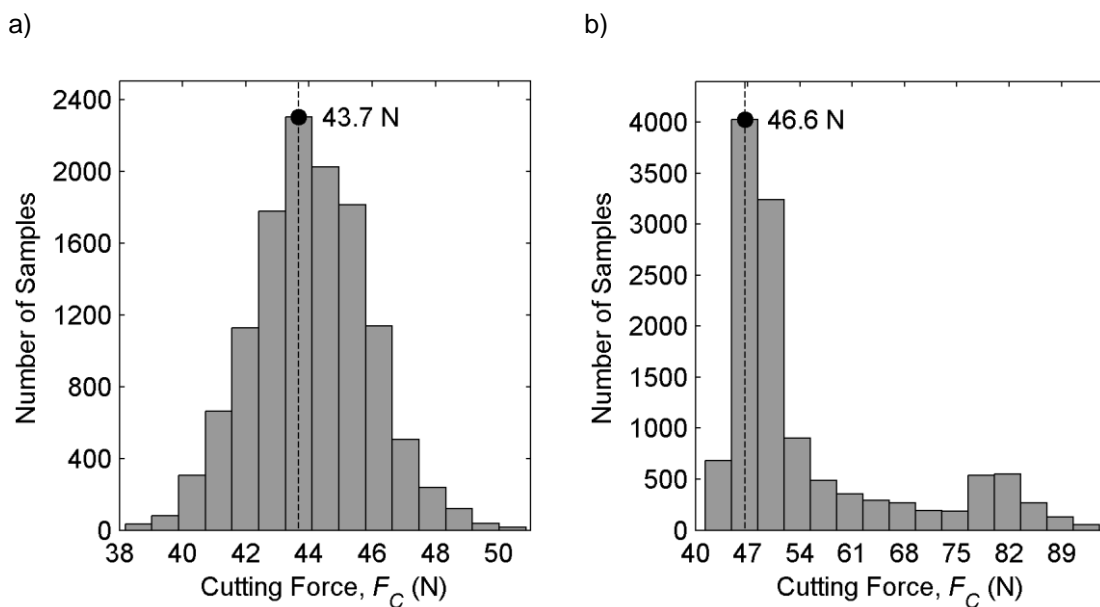 a)
b)
2400
2000
1600
1200
800
400
0
43.7 N
Number of Samples
38 40 42 44 46 48 50
Cutting Force, F_C (N)
4000
3500
3000
2500
2000
1500
1000
500
0
46.6 N
Number of Samples
40 47 54 61 68 75 82 89
Cutting Force, F_C (N)